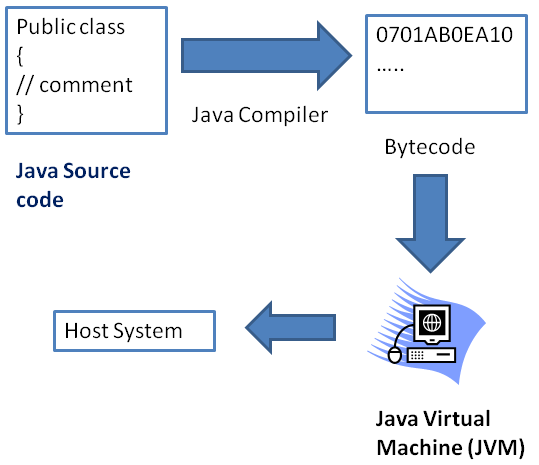 Public class
{
// comment
}
Java Source
code
Java Compiler
0701AB0EA10
…..
Bytecode
Java Virtual
Machine (JVM)
Host System